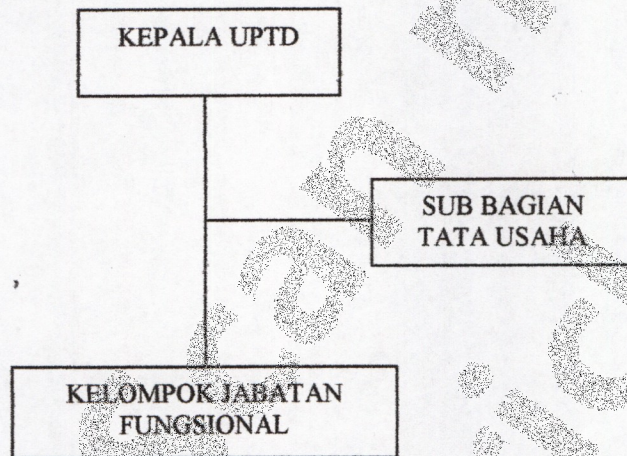 KEPALA UPTD
SUB BAGIAN
TATA USAHA
KELOMPOK JABATAN
FUNGSIONAL